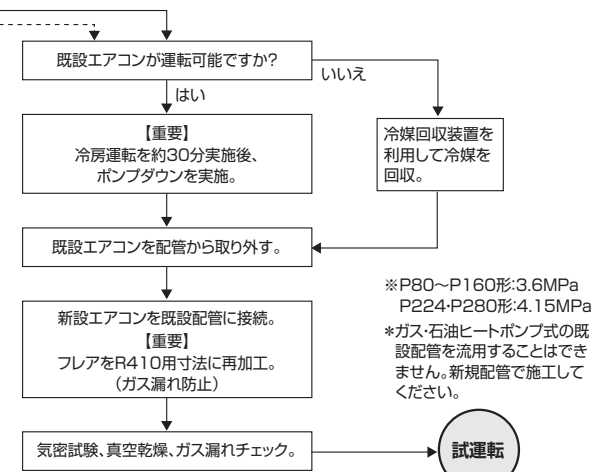 既設エアコンが運転可能ですか?
いいえ
はい
【重要】
冷房運転を約30分実施後、
ポンプダウンを実施。
冷媒回収装置を
利用して冷媒を
回収。
既設エアコンを配管から取り外す。
新設エアコンを既設配管に接続。
【重要】
フレアをR410用寸法に再加工。
(ガス漏れ防止)
※P80～P160形:3.6MPa
P224・P280形:4.15MPa
*ガス・石油ヒートポンプ式の既
設配管を流用することはでき
ません。新規配管で施工して
ください。
気密試験、真空乾燥、ガス漏れチェック。
試運転